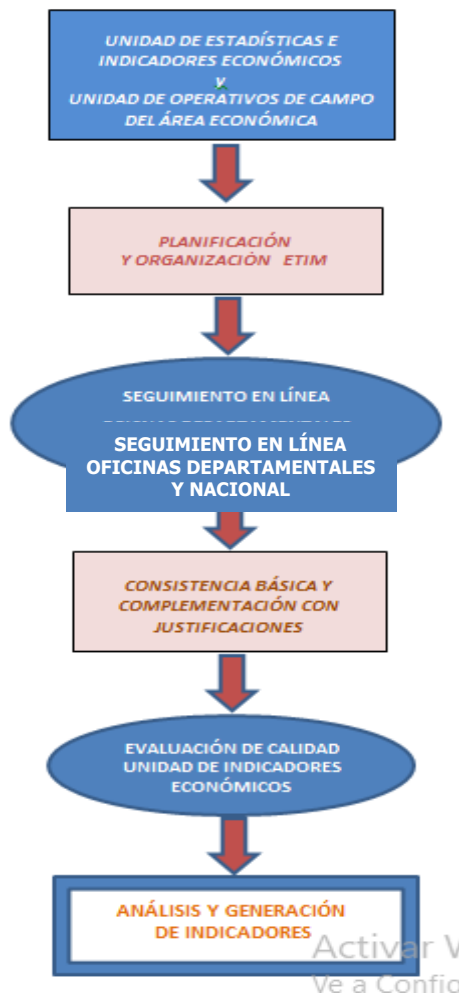 UNIDAD DE ESTADÍSTICAS E
INDICADORES ECONÓMICOS
y
UNIDAD DE OPERATIVOS DE CAMPO
DEL ÁREA ECONÓMICA
PLANIFICACIÓN
Y ORGANIZACIÒN ETIM
SEGUIMIENTO EN LÍNEA
SEGUIMIENTO EN LÍNEA
OFICINAS DEPARTAMENTALES
Y NACIONAL
CONSISTENCIA BÁSICA Y
COMPLEMENTACIÓN CON
JUSTIFICACIONES
EVALUACIÓN DE CALIDAD
UNIDAD DE INDICADORES
ECONÓMICOS
ANÁLISIS Y GENERACIÓN
DE INDICADORES
Activar
Ve a